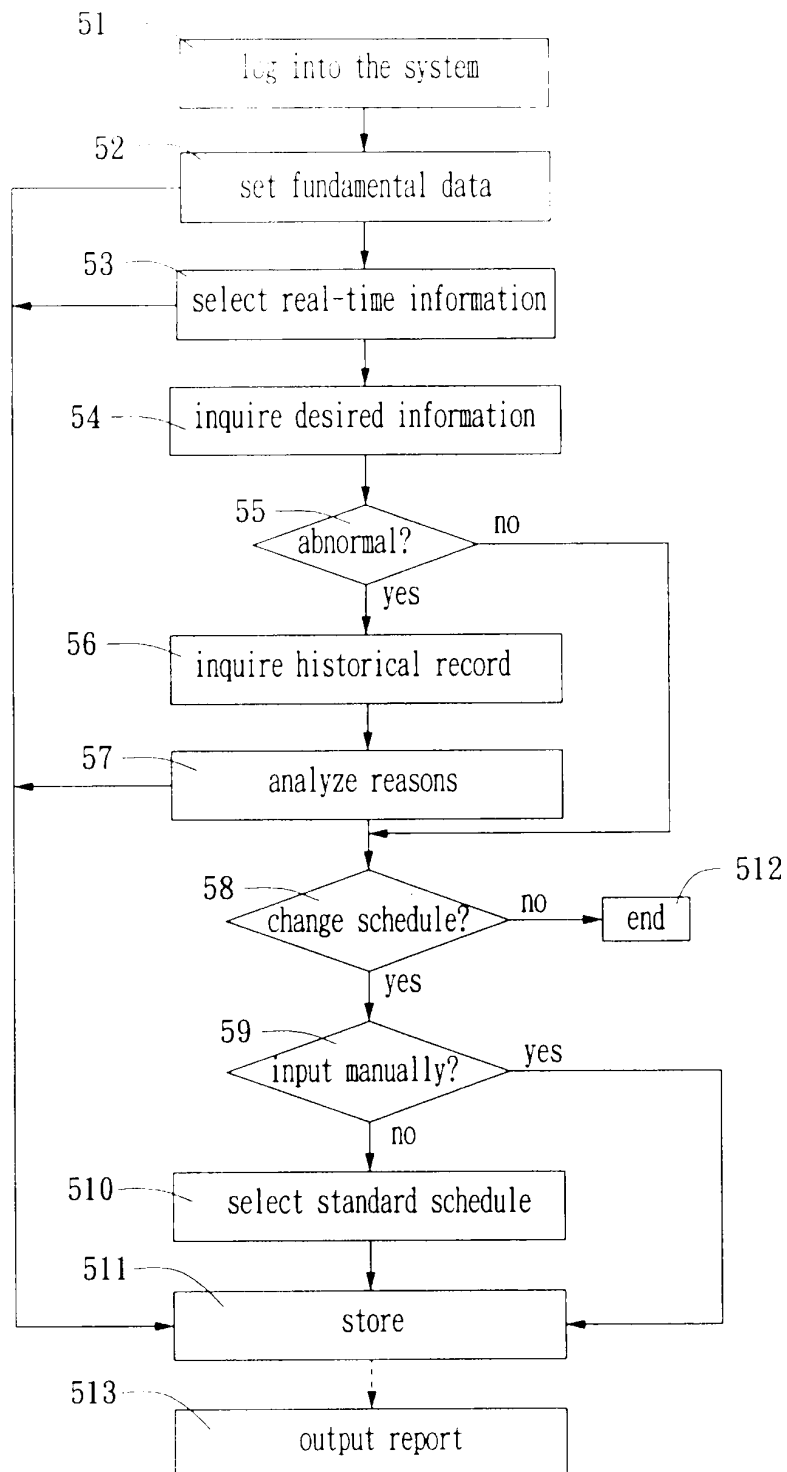 51
log into the system
52
set fundamental data
53
select real-time information
54
inquire desired information
55
abnormal?
no
yes
56
inquire historical record
57
analyze reasons
58
change schedule?
no
512
end
yes
59
input manually?
yes
no
510
select standard schedule
511
store
513
output report